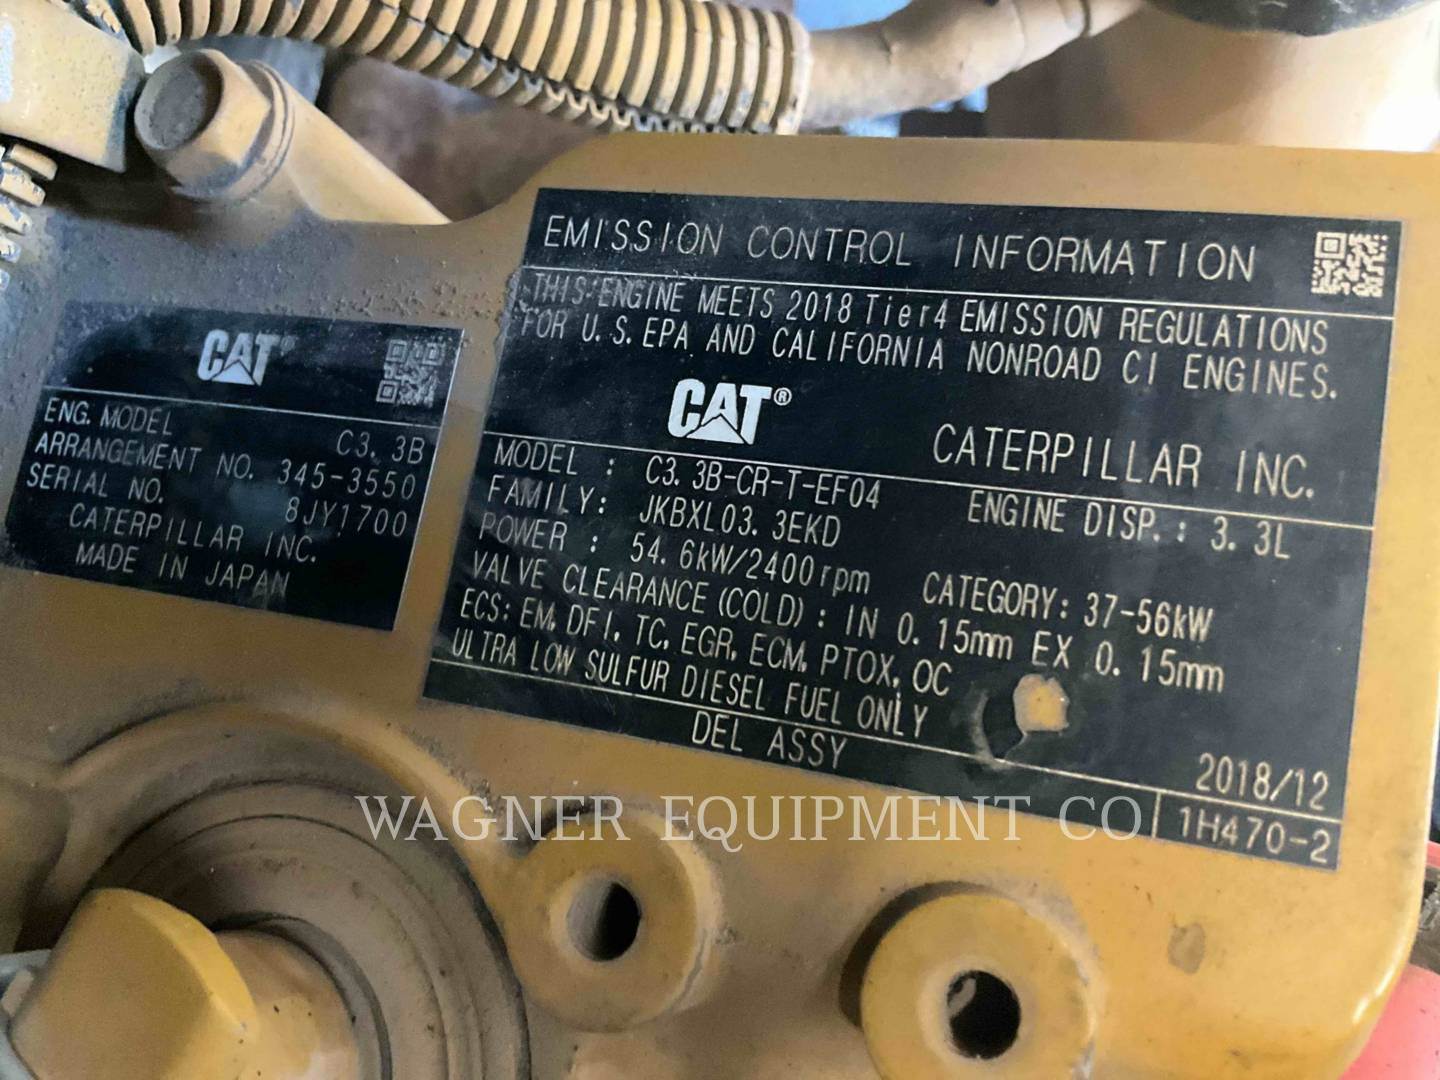 CAT
ENG. MODEL C3.3B
ARRANGEMENT NO. 345-3550
SERIAL NO. 8JY1700
CATERPILLAR INC.
MADE IN JAPAN
EMISSION CONTROL INFORMATION
THIS ENGINE MEETS 2018 Tier4 EMISSION REGULATIONS
FOR U.S.EPA AND CALIFORNIA NONROAD CI ENGINES.
CAT® CATERPILLAR INC.
MODEL : C3.3B-CR-T-EF04 ENGINE DISP.: 3.3L
FAMILY: JKBXL03.3EKD
POWER : 54.6kW/2400rpm CATEGORY: 37-56kW
VALVE CLEARANCE (COLD) : IN 0.15mm EX 0.15mm
ECS: EM, DFI, TC, EGR, ECM, PTOX, OC
ULTRA LOW SULFUR DIESEL FUEL ONLY
2018/12
DEL ASSY 1H470-2
WAGNER EQUIPMENT CO